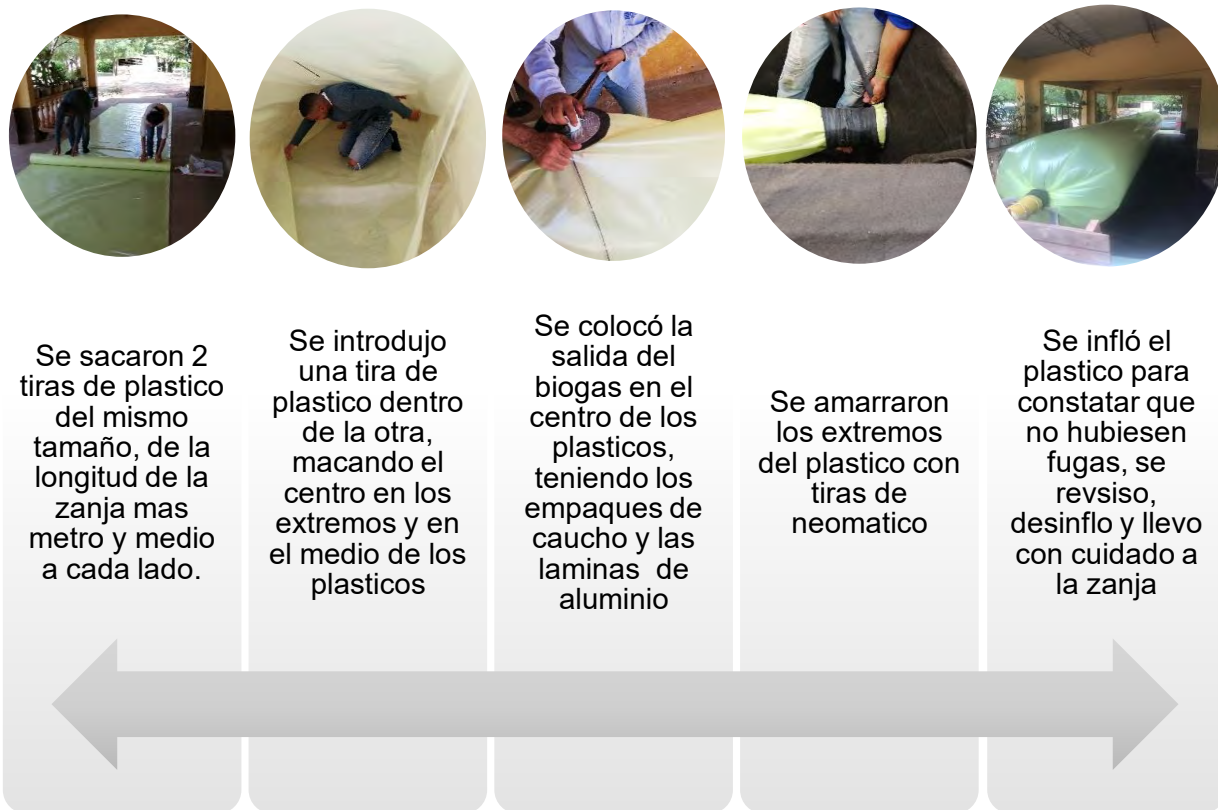 Se sacaron 2
tiras de plastico
del mismo
tamaño, de la
longitud de la
zanja mas
metro y medio
a cada lado.
Se introdujo
una tira de
plastico dentro
de la otra,
macando el
centro en los
extremos y en
el medio de los
plasticos
Se colocó la
salida del
biogas en el
centro de los
plasticos,
teniendo los
empaques de
caucho y las
laminas de
aluminio
Se amarraron
los extremos
del plastico con
tiras de
neomatico
Se infló el
plastico para
constatar que
no hubiesen
fugas, se
revsiso,
desinflo y llevo
con cuidado a
la zanja